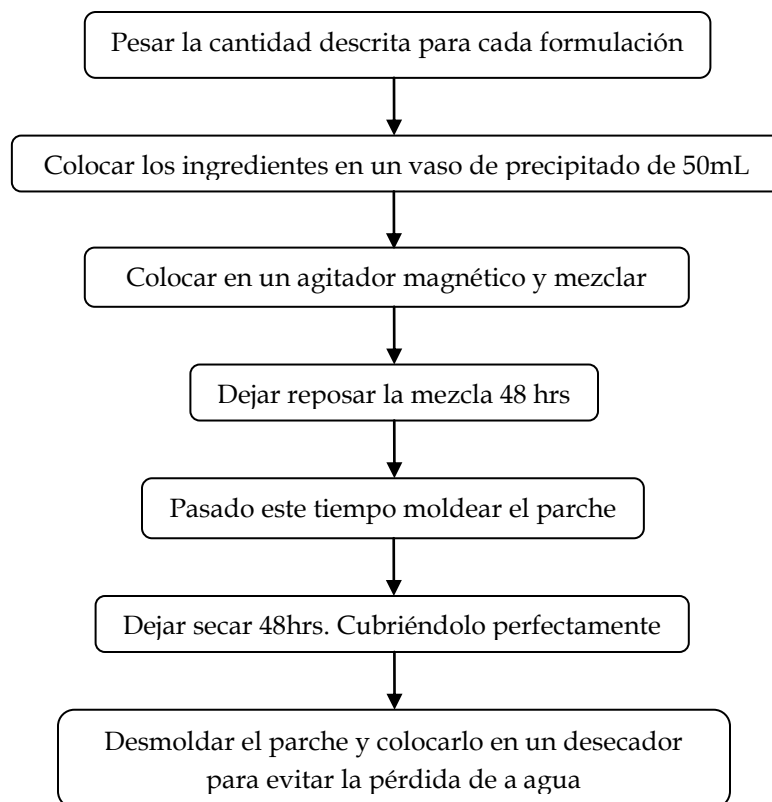 Pesar la cantidad descrita para cada formulación
Colocar los ingredientes en un vaso de precipitado de 50mL
Colocar en un agitador magnético y mezclar
Dejar reposar la mezcla 48 hrs
Pasado este tiempo moldear el parche
Dejar secar 48hrs. Cubriéndolo perfectamente
Desmoldar el parche y colocarlo en un desecador
para evitar la pérdida de a agua